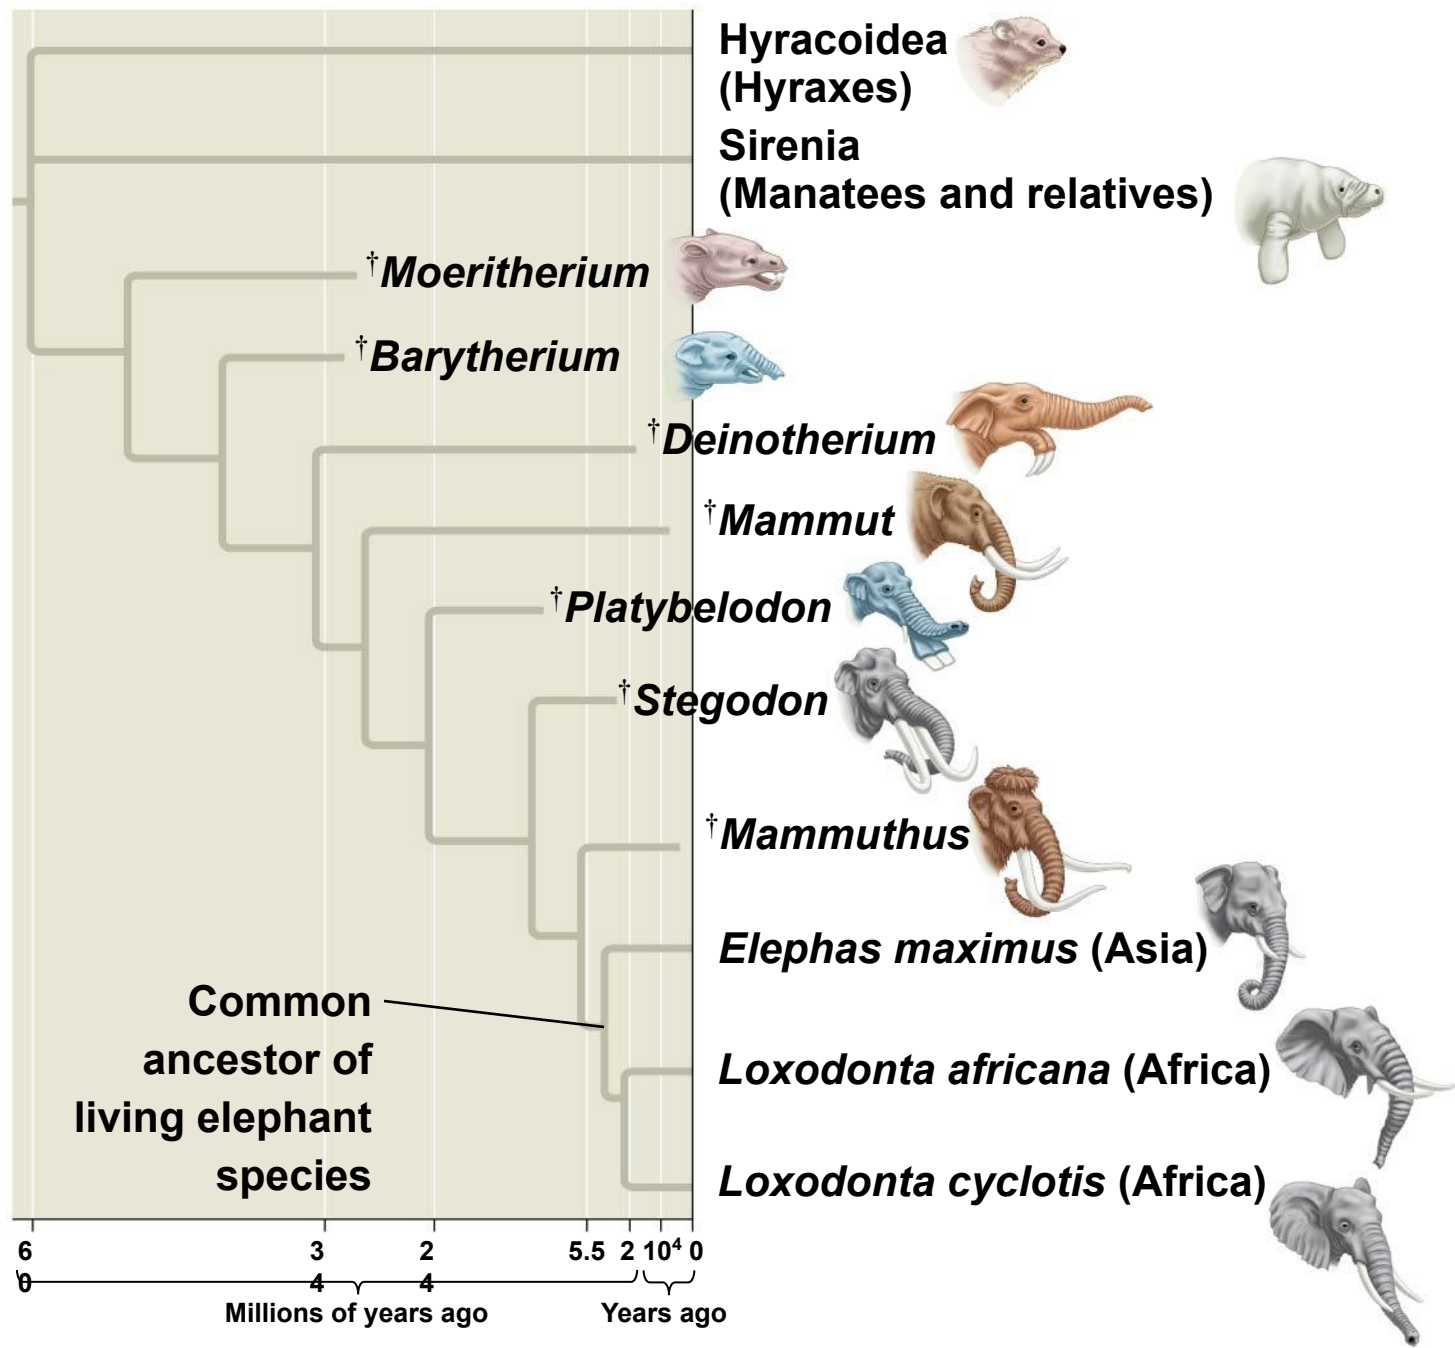 Hyracoidea
(Hyraxes)
Sirenia
(Manatees and relatives)
†Moeritherium
†Barytherium
†Deinotherium
†Mammut
†Platybelodon
†Stegodon
†Mammuthus
Elephas maximus (Asia)
Common
ancestor of
living elephant
species
Loxodonta africana (Africa)
Loxodonta cyclotis (Africa)
6 3 2 5.5 2 10⁴ 0
0 4 4
Millions of years ago Years ago